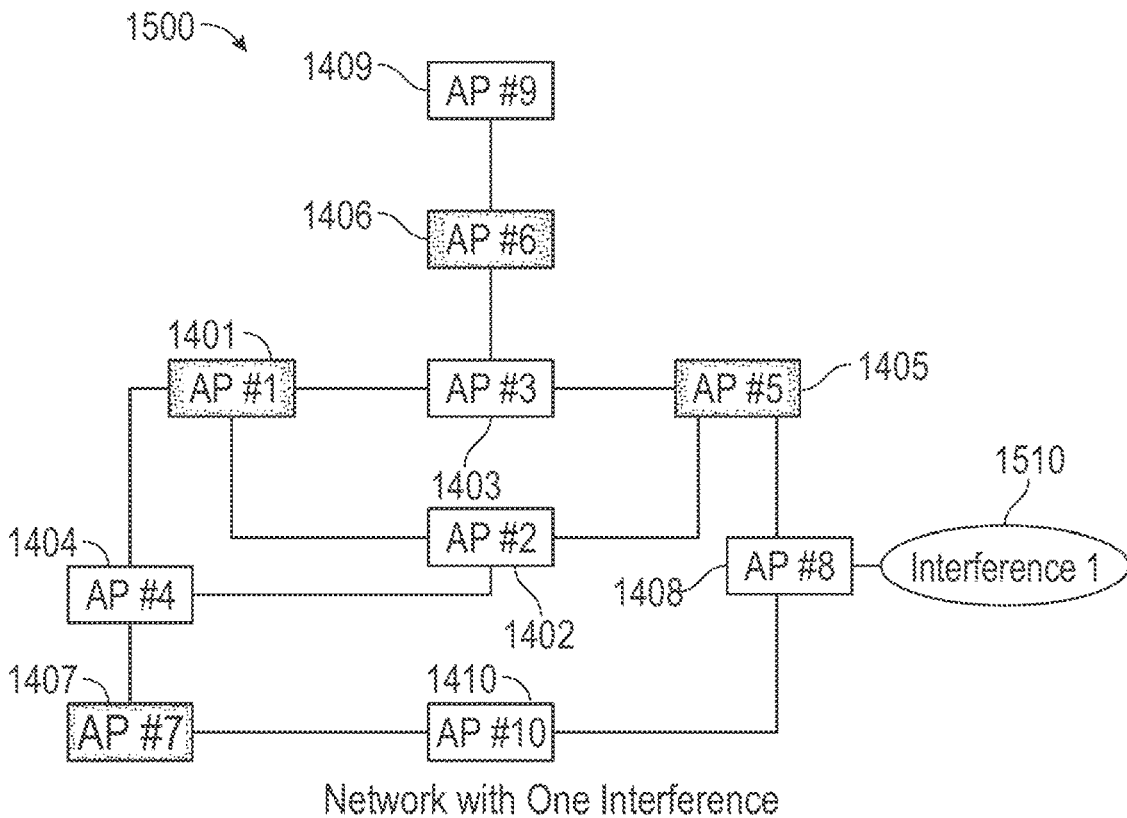 1500
1409
AP #9
1406
AP #6
1401
AP #1
AP #3
AP #5
1405
1403
1510
1404
AP #2
AP #8
Interference 1
AP #4
1408
1402
1407
1410
AP #7
AP #10
Network with One Interference